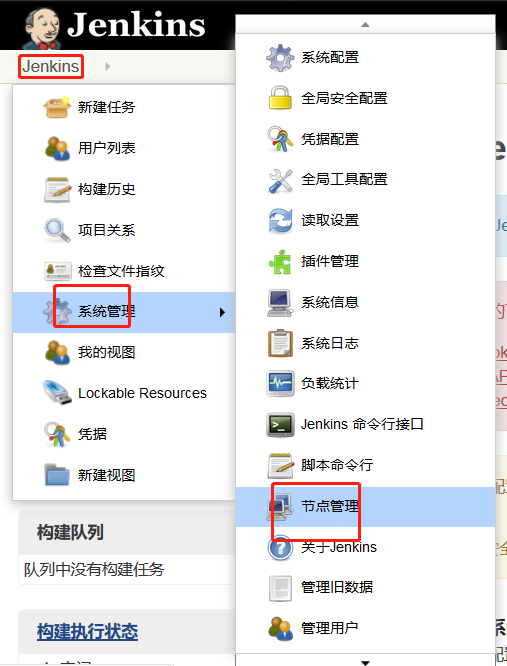 Jenkins
Jenkins
新建任务
用户列表
构建历史
项目关系
检查文件指纹
系统管理
我的视图
Lockable Resources
凭据
新建视图
系统配置
全局安全配置
凭据配置
全局工具配置
读取设置
插件管理
系统信息
系统日志
负载统计
Jenkins 命令行接口
脚本命令行
节点管理
关于Jenkins
管理旧数据
管理用户
构建队列
队列中没有构建任务
构建执行状态